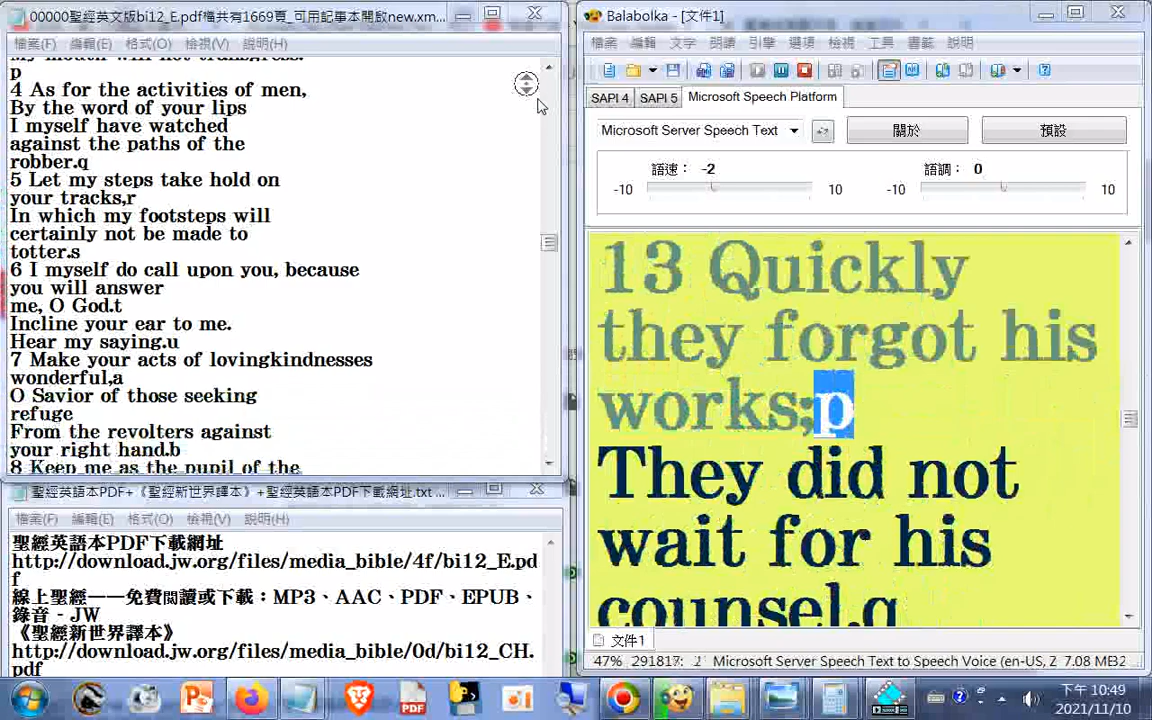 00000聖經英文版bi12_E.pdf檔共有1669頁_可用記事本開啟new.xm...
檔案(F) 編輯(E) 格式(O) 檢視(V) 說明(H)
My mouth will not transgress.
p
4 As for the activities of men,
By the word of your lips
I myself have watched
against the paths of the
robber.q
5 Let my steps take hold on
your tracks,r
In which my footsteps will
certainly not be made to
totter.s
6 I myself do call upon you, because
you will answer
me, O God.t
Incline your ear to me.
Hear my saying.u
7 Make your acts of lovingkindnesses
wonderful,a
O Savior of those seeking
refuge
From the revolters against
your right hand.b
8 Keep me as the pupil of the
聖經英語本PDF+《聖經新世界譯本》+聖經英語本PDF下載網址.txt ...
檔案(F) 編輯(E) 格式(O) 檢視(V) 說明(H)
聖經英語本PDF下載網址
http://download.jw.org/files/media_bible/4f/bi12_E.pd
f
線上聖經——免費閱讀或下載：MP3、AAC、PDF、EPUB、
錄音 - JW
《聖經新世界譯本》
http://download.jw.org/files/media_bible/0d/bi12_CH.
pdf
Balabolka - [文件1]
檔案 編輯 文字 朗讀 引擎 選項 檢視 工具 書籤 說明
SAPI 4 SAPI 5 Microsoft Speech Platform
Microsoft Server Speech Text 關於 預設
語速： -2 語調： 0
-10 10 -10 10
13 Quickly
they forgot his
works;p
They did not
wait for his
counsel.q
文件1
47% 291817: 2 Microsoft Server Speech Text to Speech Voice (en-US, Z 7.08 MB
下午 10:49
2021/11/10